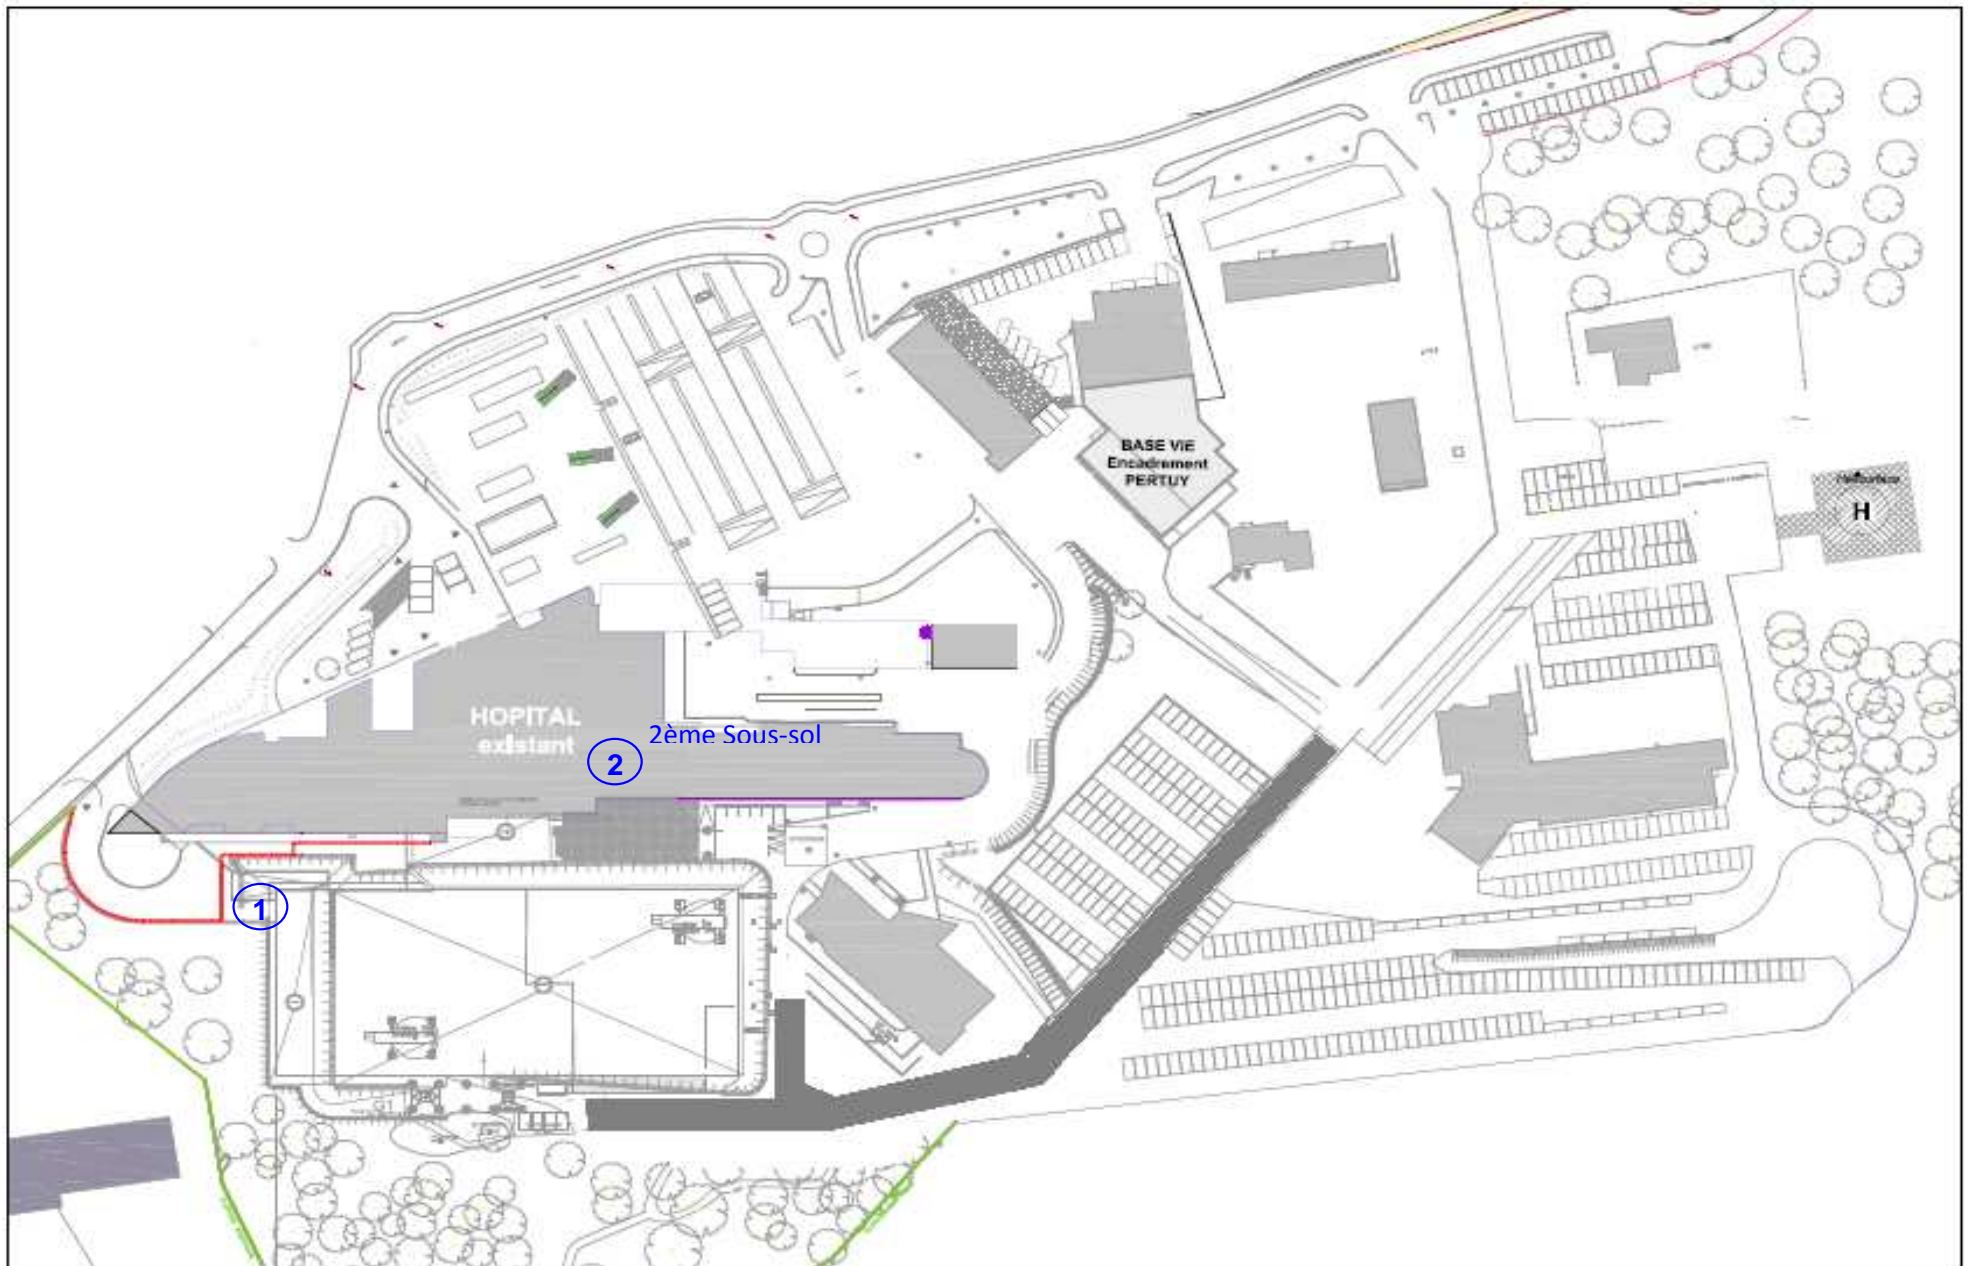 BASE VIE
Encadrement
PERTUY
H
HOPITAL
existant
2ème Sous-sol
2
1